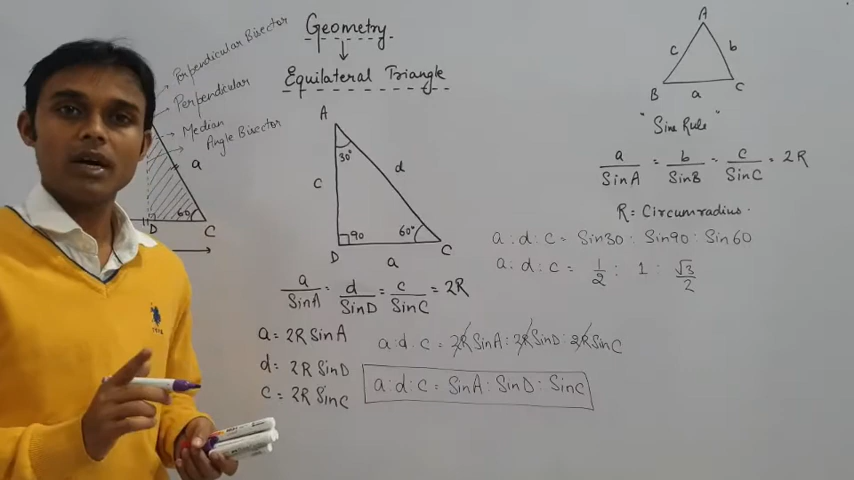 Geometry
Equilateral Triangle
Perpendicular Bisector
Perpendicular
Median
Angle Bisector
a
60
D
C
A
30°
c
d
90
60°
D
a
C
a/SinA = d/SinD = c/SinC = 2R
a = 2R SinA
d = 2R SinD
c = 2R SinC
a:d:c = 2R SinA : 2R SinD : 2R SinC
a:d:c = SinA : SinD : SinC
A
c
b
B
a
C
"Sine Rule"
a/SinA = b/SinB = c/SinC = 2R
R = Circumradius.
a:d:c = Sin30 : Sin90 : Sin60
a:d:c = 1/2 : 1 : √3/2